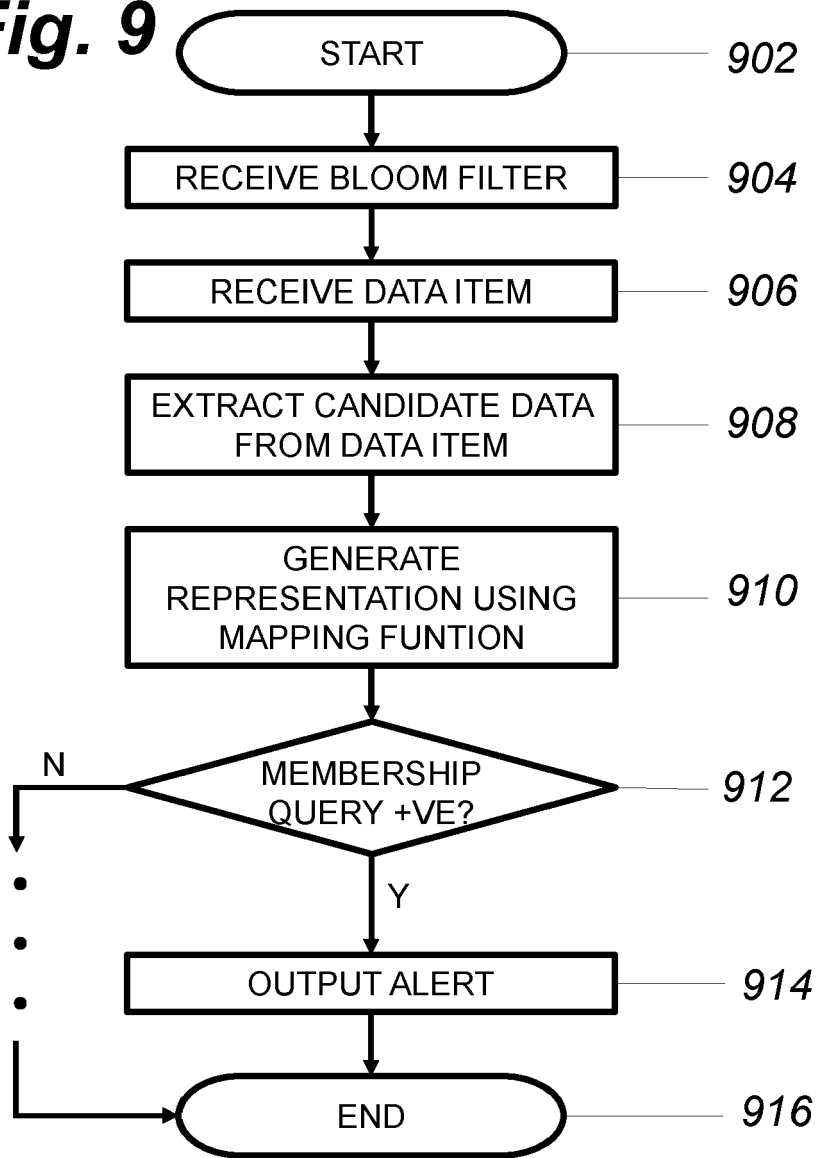 Fig. 9
START
902
RECEIVE BLOOM FILTER
904
RECEIVE DATA ITEM
906
EXTRACT CANDIDATE DATA
FROM DATA ITEM
908
GENERATE
REPRESENTATION USING
MAPPING FUNTION
910
N
MEMBERSHIP
QUERY +VE?
912
Y
OUTPUT ALERT
914
END
916